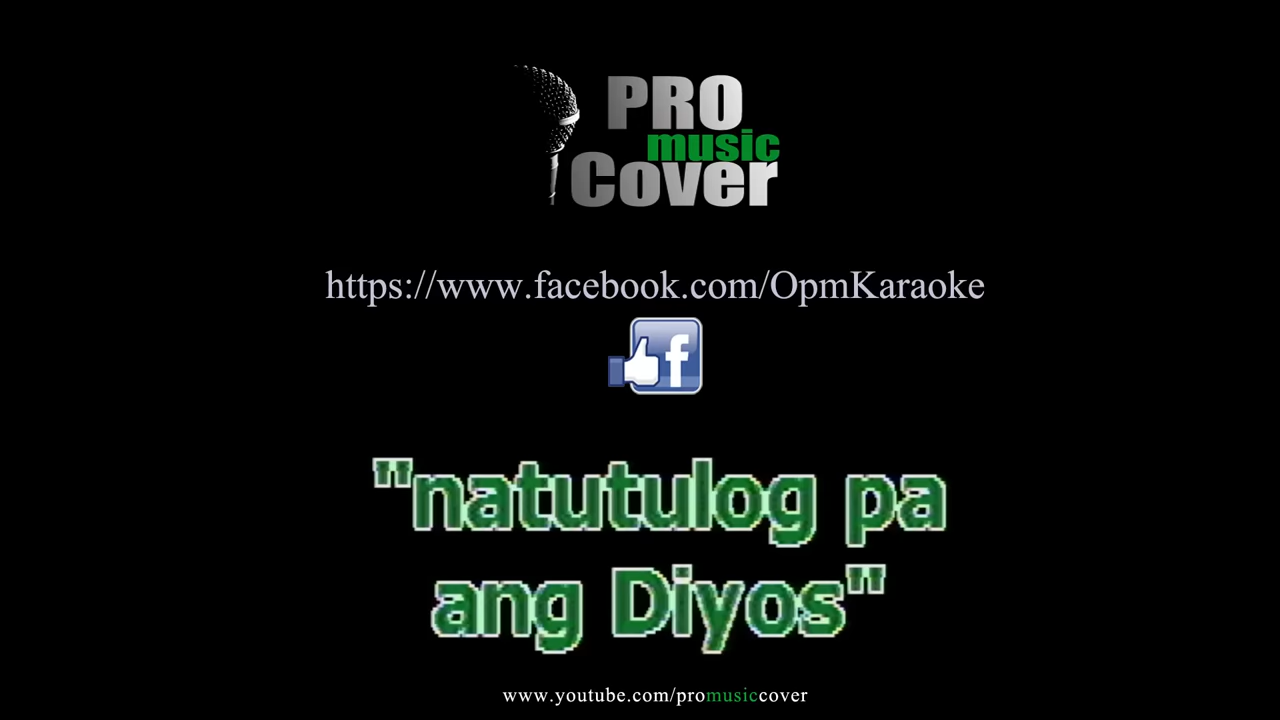 PRO
music
Cover
https://www.facebook.com/OpmKaraoke
f
"natutulog pa
ang Diyos"
www.youtube.com/promusiccover